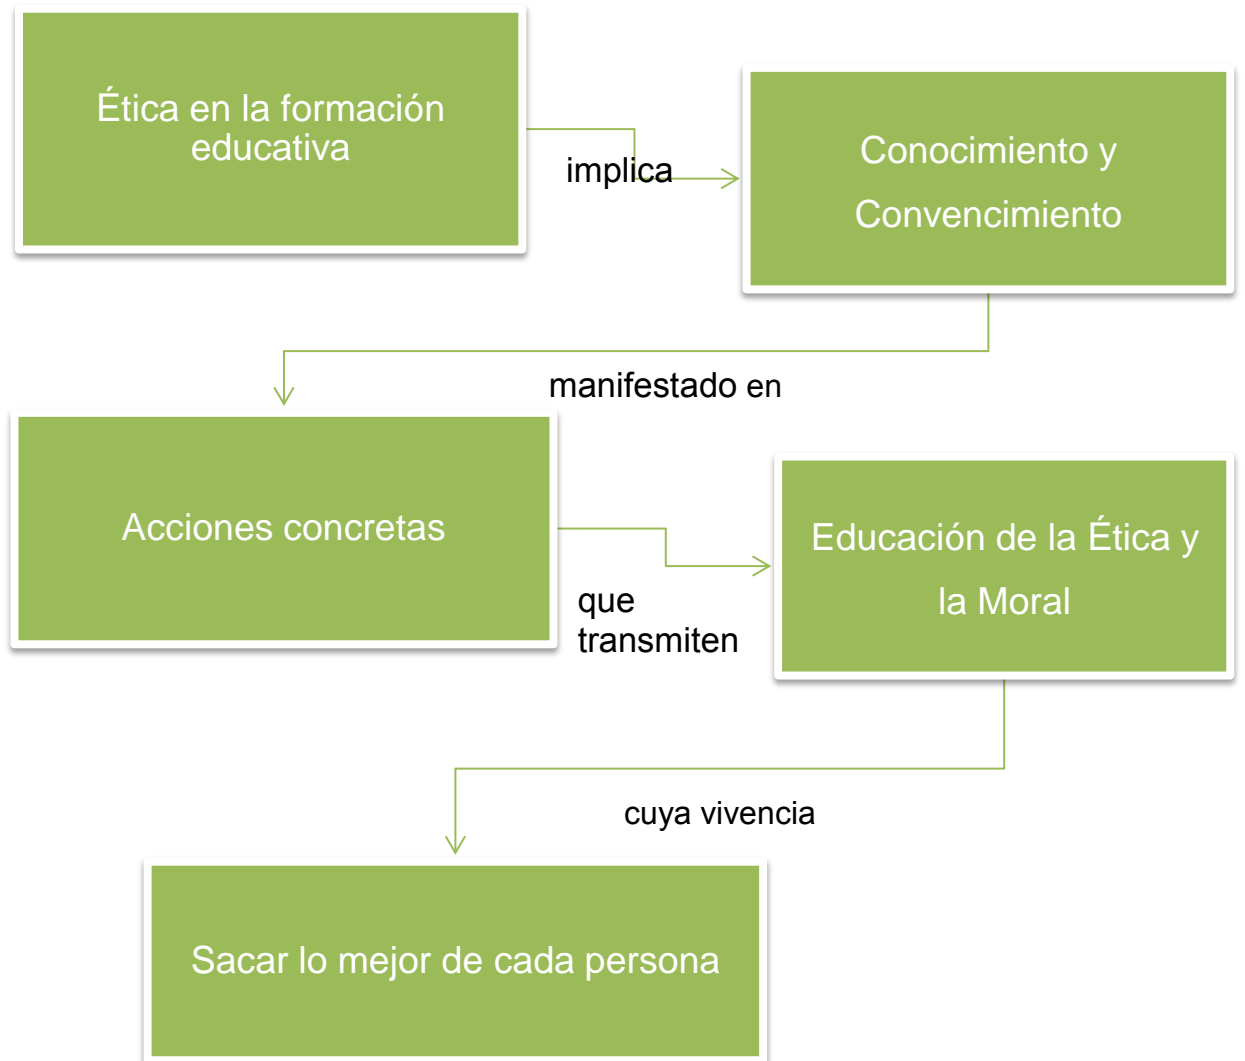 Ética en la formación
educativa
implica
Conocimiento y
Convencimiento
manifestado en
Acciones concretas
que
transmiten
Educación de la Ética y
la Moral
cuya vivencia
Sacar lo mejor de cada persona